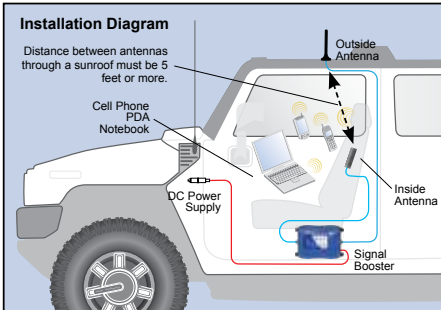 Installation Diagram
Distance between antennas
through a sunroof must be 5
feet or more.
Outside
Antenna
Cell Phone
PDA
Notebook
DC Power
Supply
Inside
Antenna
Signal
Booster